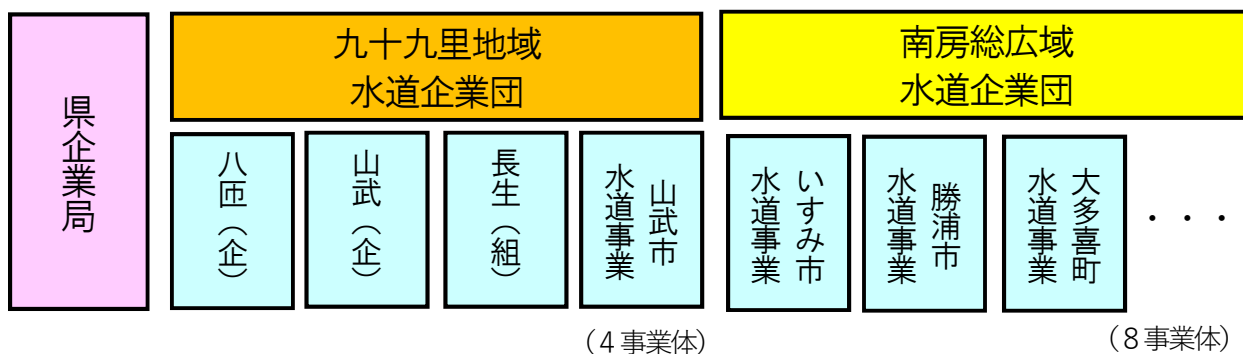 県企業局
九十九里地域
水道企業団
南房総広域
水道企業団
八匝（企）
山武（企）
長生（組）
山武市
水道事業
いすみ市
水道事業
勝浦市
水道事業
大多喜町
水道事業
・・・
（４事業体）
（８事業体）